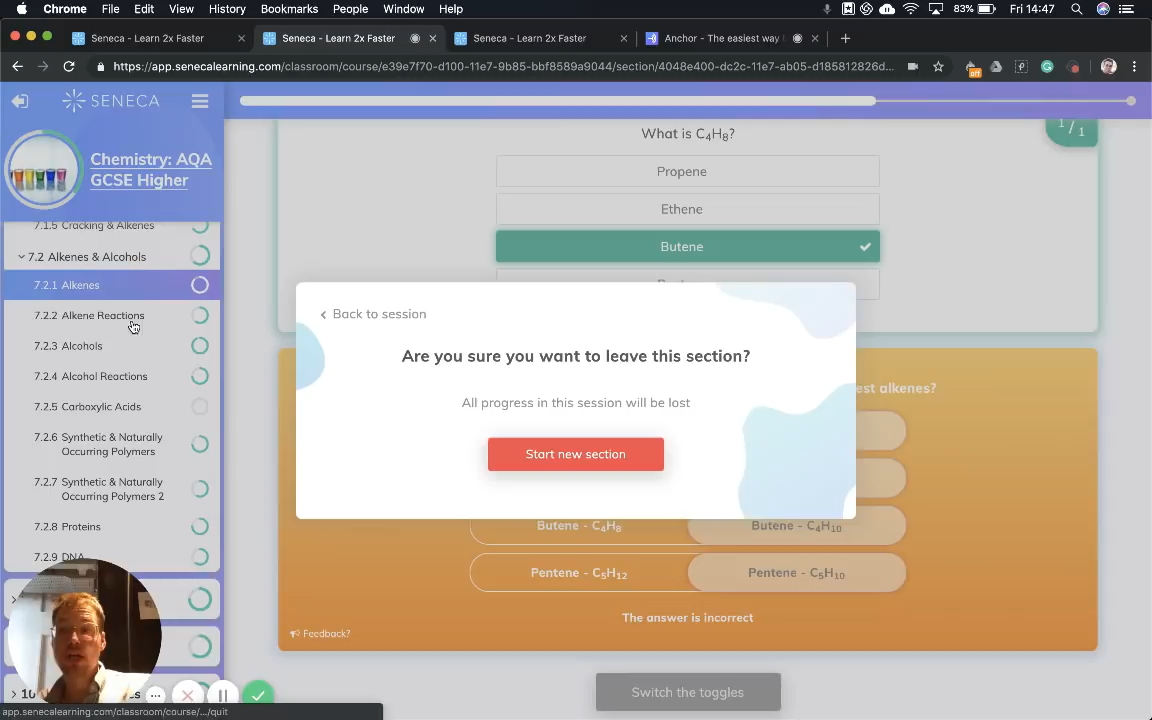 Chrome File Edit View History Bookmarks People Window Help
83% Fri 14:47
Seneca - Learn 2x Faster
Seneca - Learn 2x Faster
Seneca - Learn 2x Faster
Anchor - The easiest way
https://app.senecalearning.com/classroom/course/e39e7f70-d100-11e7-9b85-bbf8589a9044/section/4048e400-dc2c-11e7-ab05-d185812826d...
off
SENECA
Chemistry: AQA
GCSE Higher
7.1.5 Cracking & Alkenes
7.2 Alkenes & Alcohols
7.2.1 Alkenes
7.2.2 Alkene Reactions
7.2.3 Alcohols
7.2.4 Alcohol Reactions
7.2.5 Carboxylic Acids
7.2.6 Synthetic & Naturally
Occurring Polymers
7.2.7 Synthetic & Naturally
Occurring Polymers 2
7.2.8 Proteins
7.2.9 DNA
10
What is C₄H₈?
1 / 1
Propene
Ethene
Butene
Back to session
Are you sure you want to leave this section?
All progress in this session will be lost
Start new section
est alkenes?
Butene - C₄H₈
Butene - C₄H₁₀
Pentene - C₅H₁₂
Pentene - C₅H₁₀
The answer is incorrect
Feedback?
Switch the toggles
app.senecalearning.com/classroom/course/.../quit